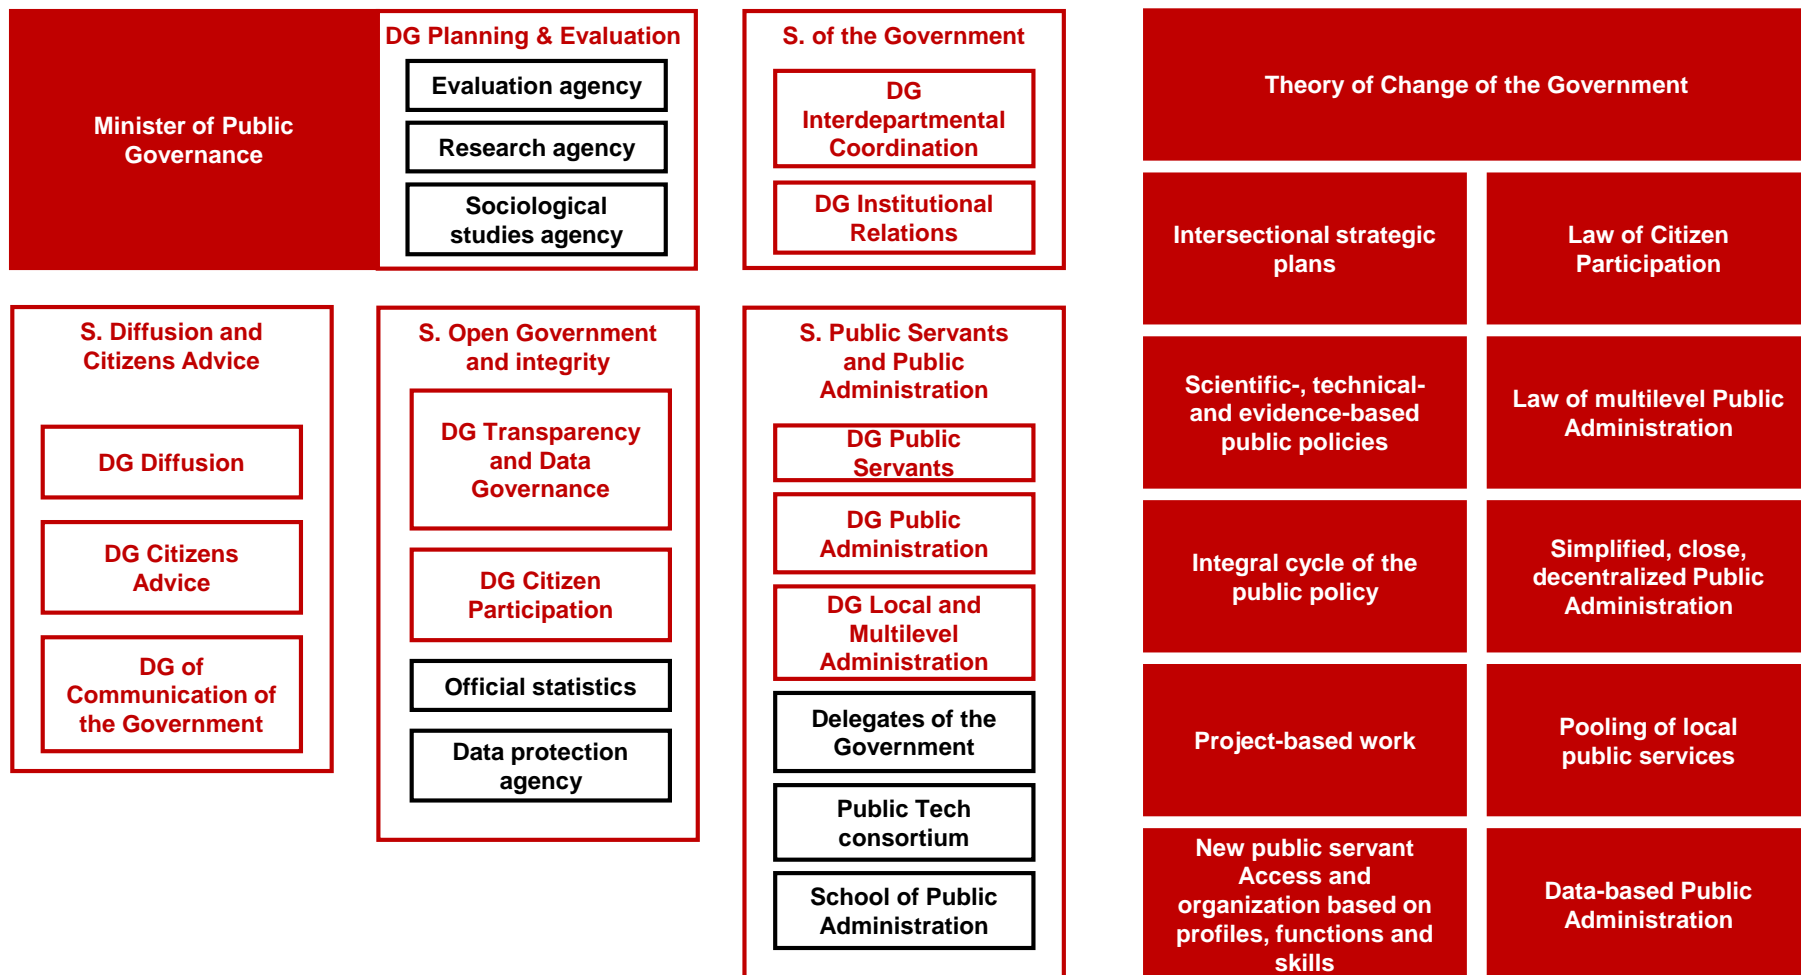 Minister of Public
Governance
DG Planning & Evaluation
Evaluation agency
Research agency
Sociological
studies agency
S. of the Government
DG
Interdepartmental
Coordination
DG Institutional
Relations
S. Diffusion and
Citizens Advice
DG Diffusion
DG Citizens
Advice
DG of
Communication of
the Government
S. Open Government
and integrity
DG Transparency
and Data
Governance
DG Citizen
Participation
Official statistics
Data protection
agency
S. Public Servants
and Public
Administration
DG Public
Servants
DG Public
Administration
DG Local and
Multilevel
Administration
Delegates of the
Government
Public Tech
consortium
School of Public
Administration
Theory of Change of the Government
Intersectional strategic
plans
Law of Citizen
Participation
Scientific-, technical-
and evidence-based
public policies
Law of multilevel Public
Administration
Integral cycle of the
public policy
Simplified, close,
decentralized Public
Administration
Project-based work
Pooling of local
public services
New public servant
Access and
organization based on
profiles, functions and
skills
Data-based Public
Administration